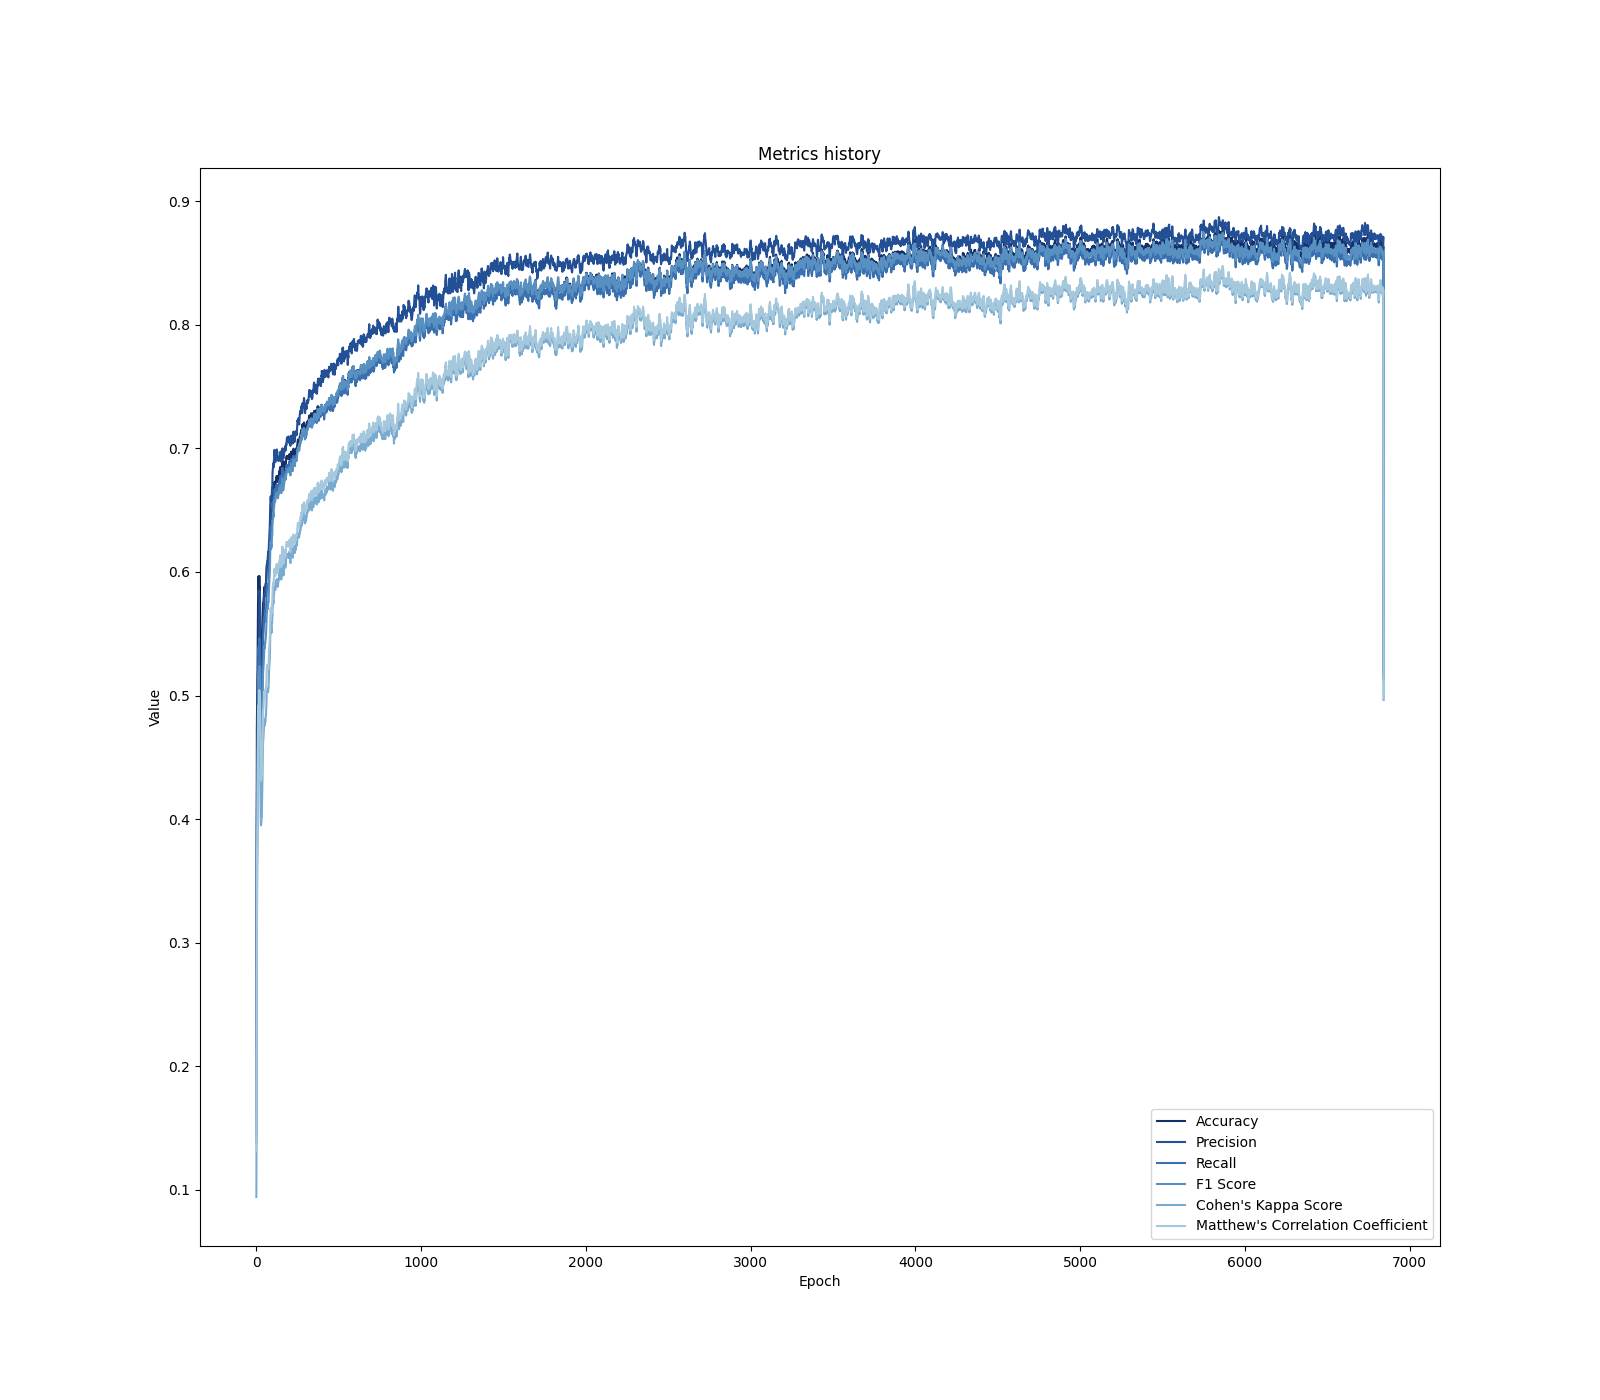 Metrics history
0.9
0.8
0.7
0.6
0.5
0.4
0.3
0.2
0.1
Value
0 1000 2000 3000 4000 5000 6000 7000
Epoch
Accuracy
Precision
Recall
F1 Score
Cohen's Kappa Score
Matthew's Correlation Coefficient